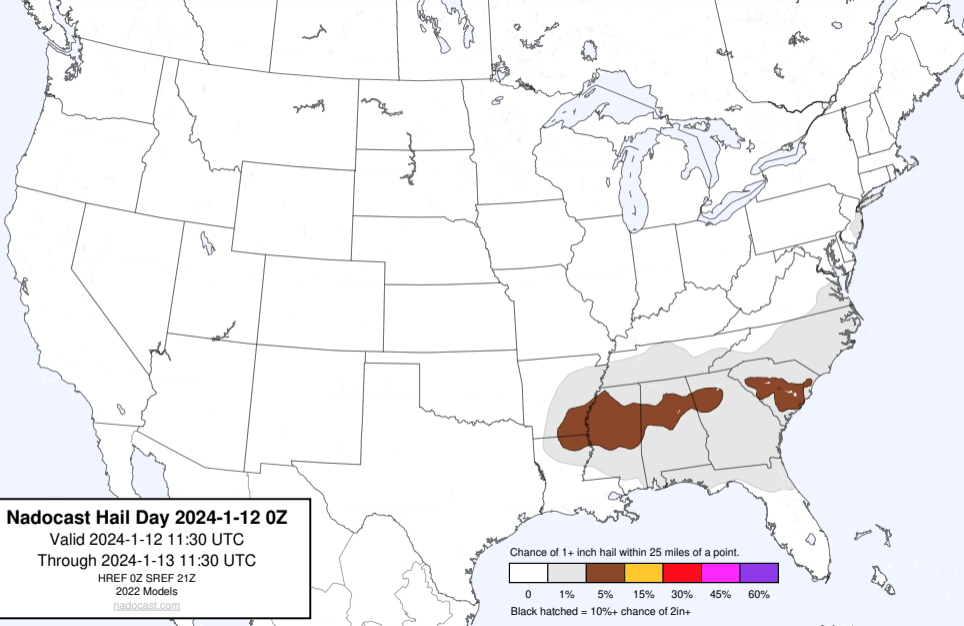 Nadocast Hail Day 2024-1-12 0Z
Valid 2024-1-12 11:30 UTC
Through 2024-1-13 11:30 UTC
HREF 0Z SREF 21Z
2022 Models
nadocast.com
Chance of 1+ inch hail within 25 miles of a point.
0 1% 5% 15% 30% 45% 60%
Black hatched = 10%+ chance of 2in+